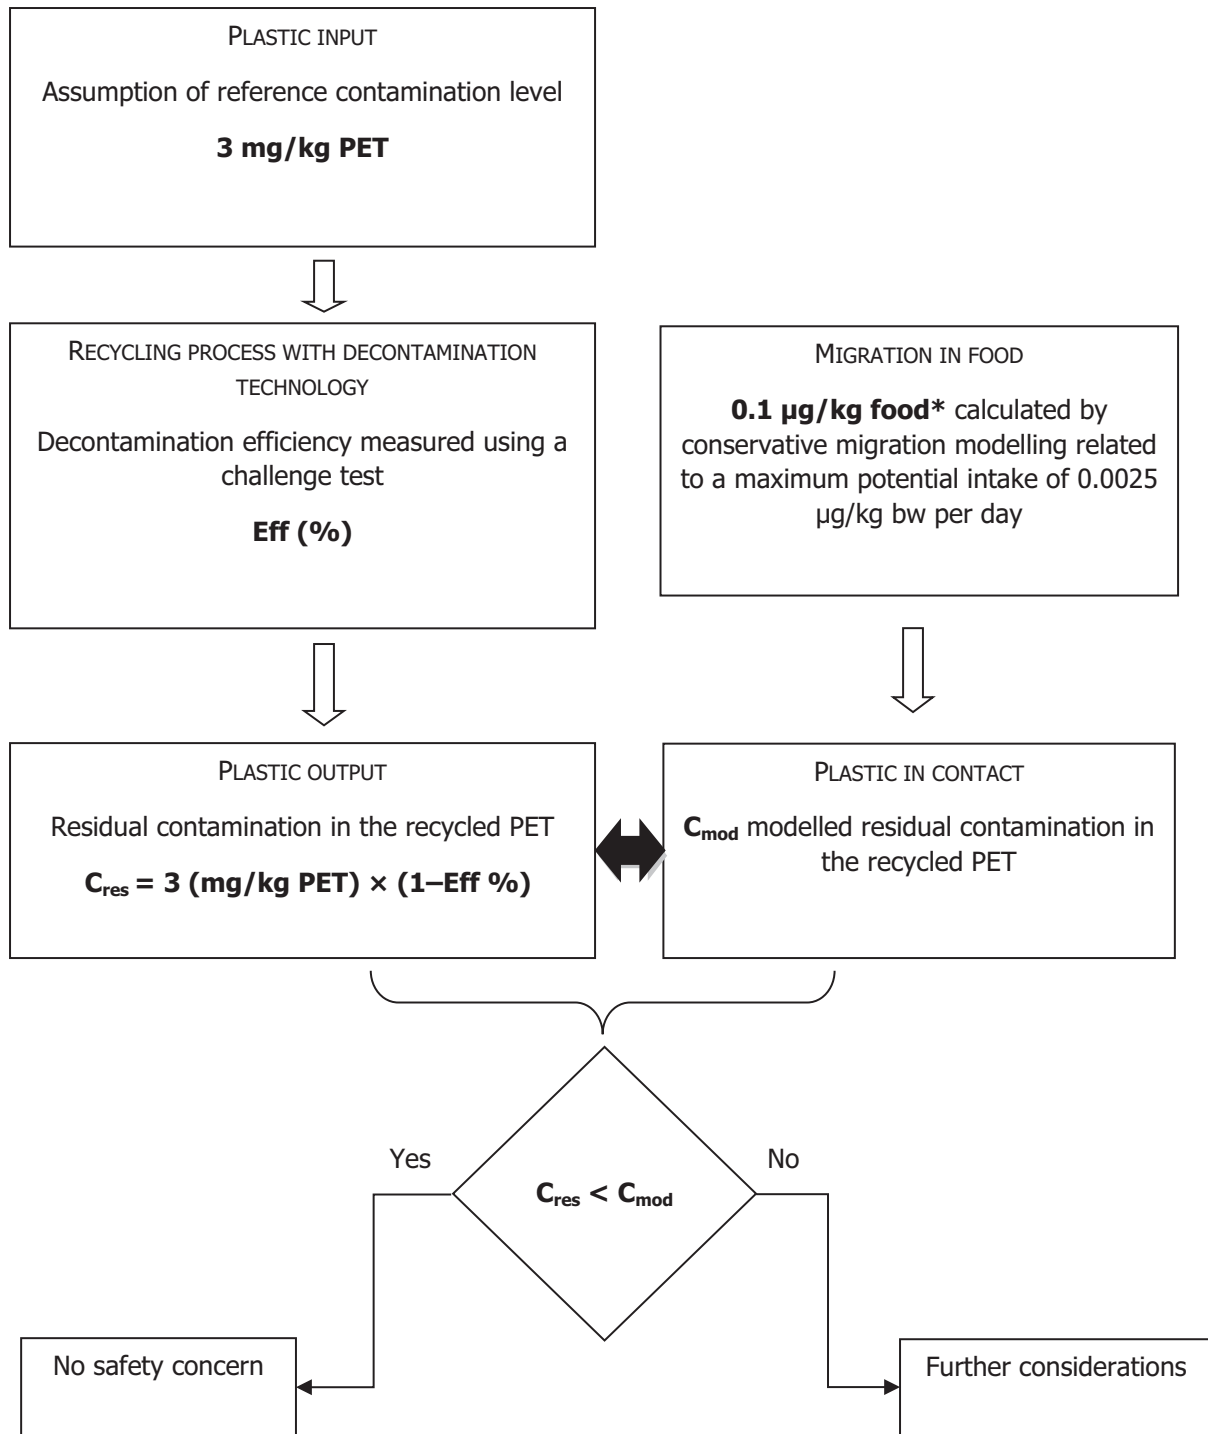 PLASTIC INPUT
Assumption of reference contamination level
3 mg/kg PET
RECYCLING PROCESS WITH DECONTAMINATION
TECHNOLOGY
Decontamination efficiency measured using a
challenge test
Eff (%)
MIGRATION IN FOOD
0.1 µg/kg food* calculated by
conservative migration modelling related
to a maximum potential intake of 0.0025
µg/kg bw per day
PLASTIC OUTPUT
Residual contamination in the recycled PET
Cres = 3 (mg/kg PET) × (1–Eff %)
PLASTIC IN CONTACT
Cmod modelled residual contamination in
the recycled PET
Yes
No
Cres < Cmod
No safety concern
Further considerations